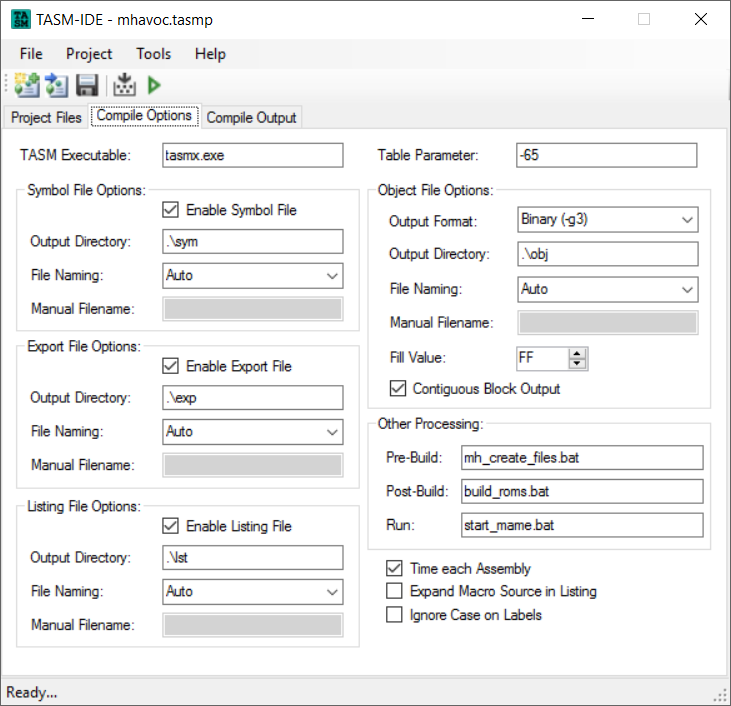 TASM-IDE - mhavoc.tasmp
File Project Tools Help
Project Files Compile Options Compile Output
TASM Executable: tasmx.exe
Symbol File Options:
Enable Symbol File
Output Directory: .\sym
File Naming: Auto
Manual Filename:
Export File Options:
Enable Export File
Output Directory: .\exp
File Naming: Auto
Manual Filename:
Listing File Options:
Enable Listing File
Output Directory: .\lst
File Naming: Auto
Manual Filename:
Table Parameter: -65
Object File Options:
Output Format: Binary (-g3)
Output Directory: .\obj
File Naming: Auto
Manual Filename:
Fill Value: FF
Contiguous Block Output
Other Processing:
Pre-Build: mh_create_files.bat
Post-Build: build_roms.bat
Run: start_mame.bat
Time each Assembly
Expand Macro Source in Listing
Ignore Case on Labels
Ready...